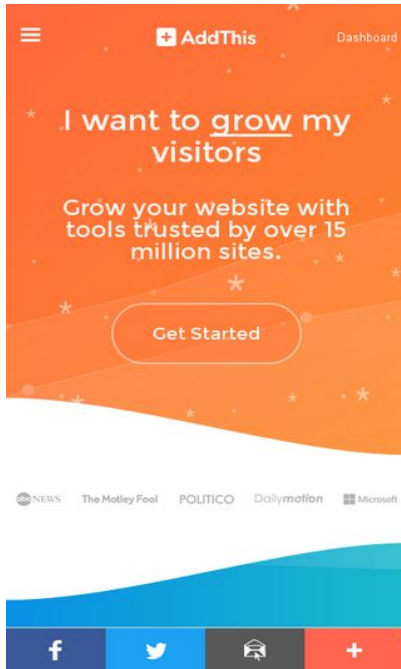 AddThis
Dashboard
I want to grow my
visitors
Grow your website with
tools trusted by over 15
million sites.
Get Started
abc NEWS
The Motley Fool
POLITICO
Dailymotion
Microsoft